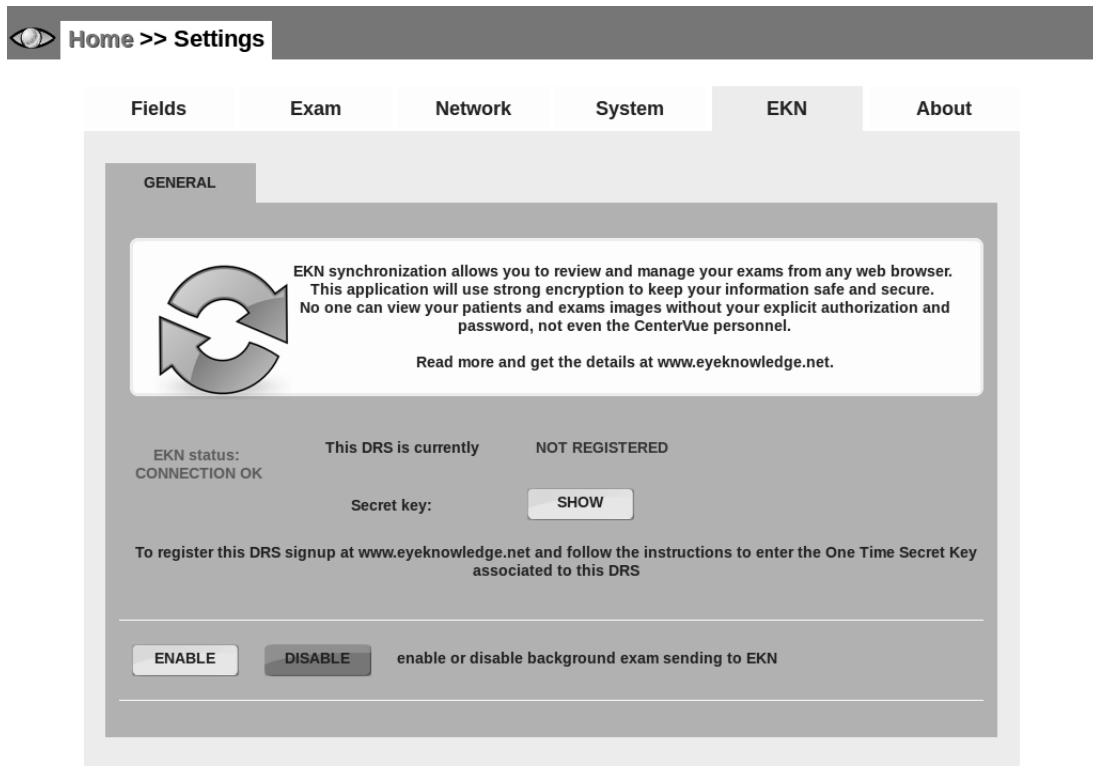 Home >> Settings
Fields Exam Network System EKN About
GENERAL
EKN synchronization allows you to review and manage your exams from any web browser.
This application will use strong encryption to keep your information safe and secure.
No one can view your patients and exams images without your explicit authorization and
password, not even the CenterVue personnel.
Read more and get the details at www.eyeknowledge.net.
EKN status:
CONNECTION OK
This DRS is currently NOT REGISTERED
Secret key: SHOW
To register this DRS signup at www.eyeknowledge.net and follow the instructions to enter the One Time Secret Key
associated to this DRS
ENABLE DISABLE enable or disable background exam sending to EKN